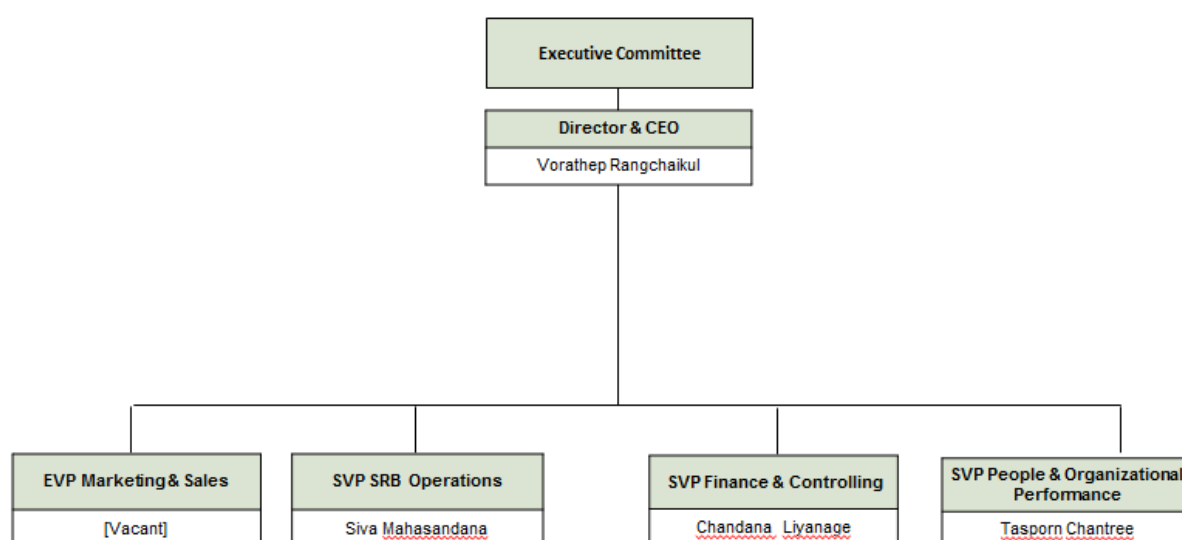 Executive Committee
Director & CEO
Vorathep Rangchaikul
EVP Marketing & Sales
[Vacant]
SVP SRB Operations
Siva Mahasandana
SVP Finance & Controlling
Chandana Liyanage
SVP People & Organizational
Performance
Tasporn Chantree